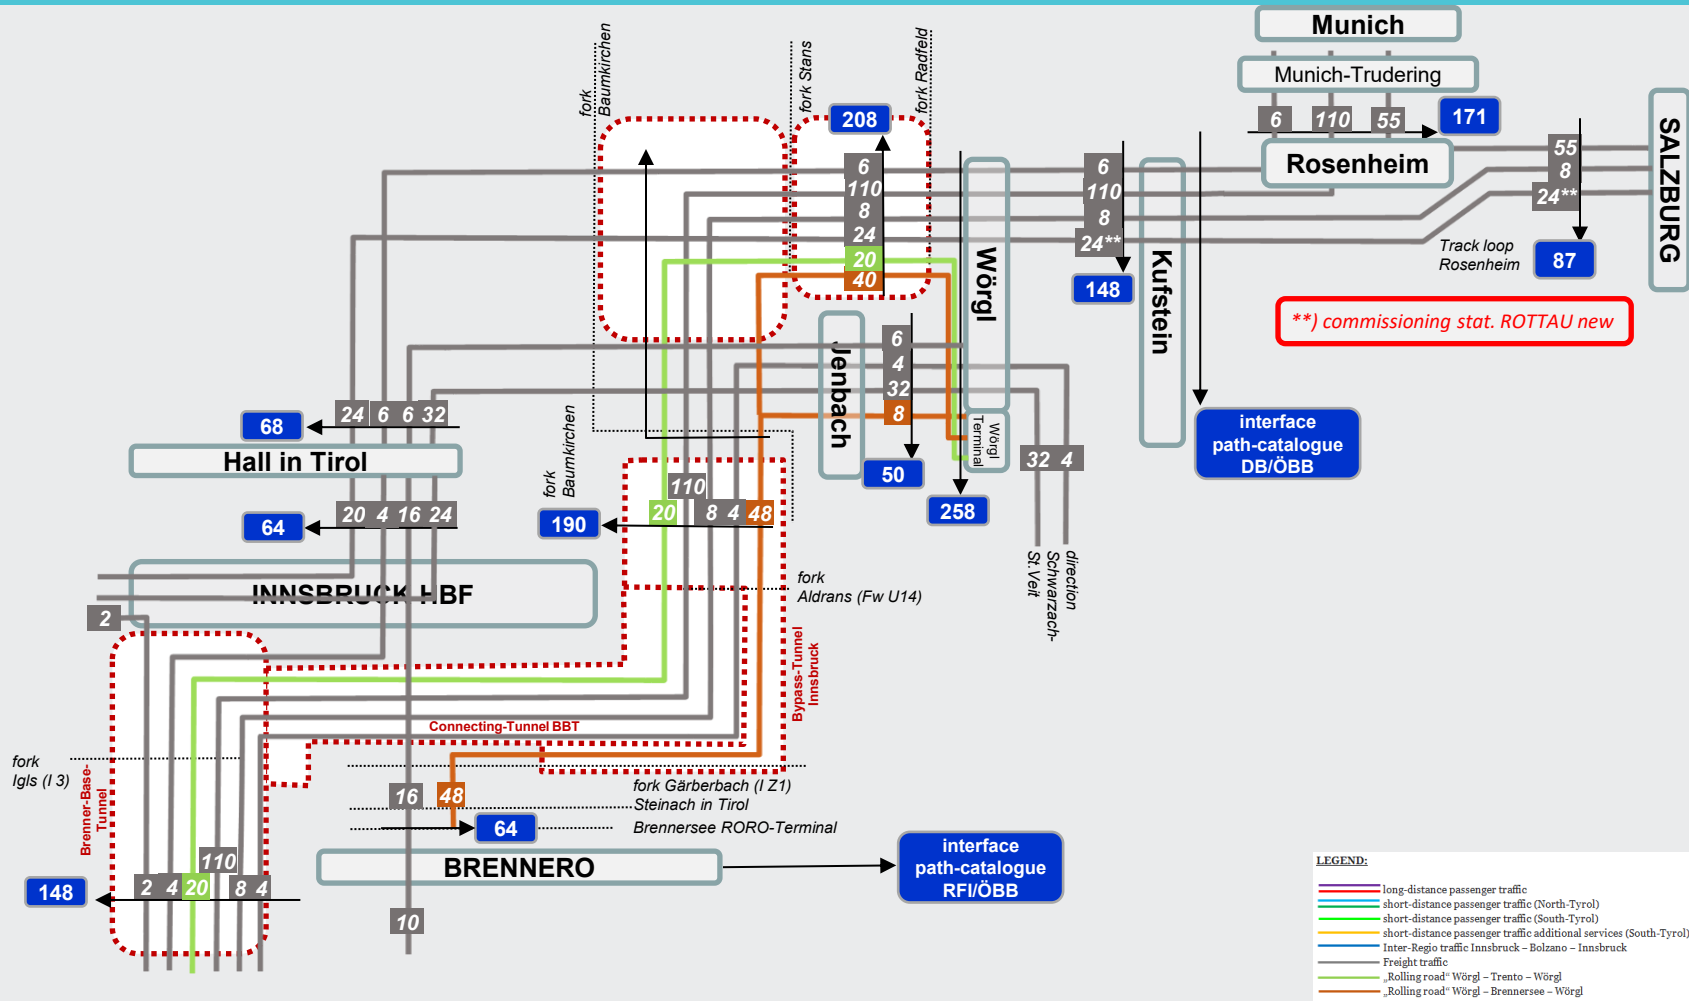 Munich
Munich-Trudering
6 110 55
171
Rosenheim
SALZBURG
55
8
24**
87
Track loop
Rosenheim
**) commissioning stat. ROTTAU new
fork
Baumkirchen
fork Stans
fork Radfeld
208
6
110
8
24
20
40
6
110
8
24**
148
Wörgl
Kufstein
Jenbach
6
4
32
8
50
Wörgl
Terminal
258
32 4
direction
Schwarzach-
St.Veit
interface
path-catalogue
DB/ÖBB
24 6 6 32
68
Hall in Tirol
20 4 16 24
64
fork
Baumkirchen
190
20 110 8 4 48
INNSBRUCK HBF
2
fork
Aldrans (Fw U14)
Bypass-Tunnel
Innsbruck
Connecting-Tunnel BBT
fork
Igls (I 3)
Brenner-Base-
Tunnel
16 48
fork Gärberbach (I Z1)
Steinach in Tirol
64
Brennersee RORO-Terminal
BRENNERO
interface
path-catalogue
RFI/ÖBB
148
2 4 20 110 8 4
10
LEGEND:
long-distance passenger traffic
short-distance passenger traffic (North-Tyrol)
short-distance passenger traffic (South-Tyrol)
short-distance passenger traffic additional services (South-Tyrol)
Inter-Regio traffic Innsbruck – Bolzano – Innsbruck
Freight traffic
„Rolling road“ Wörgl – Trento – Wörgl
„Rolling road“ Wörgl – Brennersee – Wörgl